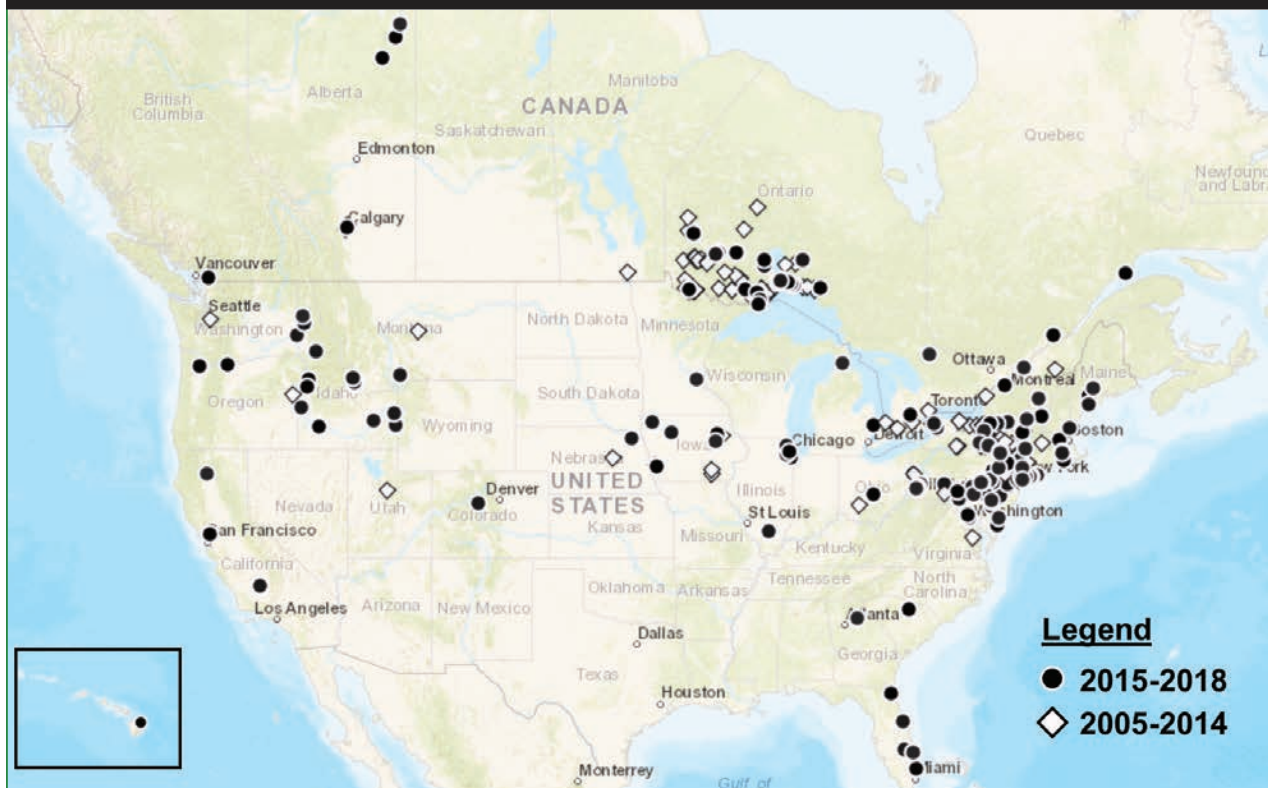 Manitoba
Alberta
British
Columbia
CANADA
Saskatchewan
Quebec
Edmonton
Newfound
and Labra
Ontario
Calgary
Vancouver
Seattle
Washington
Montana
North Dakota
Minnesota
Ottawa
Montreal
Maine
Wisconsin
Oregon
Idaho
South Dakota
Toronto
Wyoming
Boston
Iowa
Chicago
Detroit
Nebraska
New York
UNITED
STATES
Nevada
Utah
Denver
Colorado
Illinois
Ohio
St Louis
Washington
San Francisco
Kansas
Missouri
Kentucky
Virginia
California
Oklahoma
Arkansas
Tennessee
North
Carolina
Los Angeles
Arizona
New Mexico
Atlanta
Dallas
Georgia
Texas
Houston
Miami
Monterrey
Gulf of
Legend
2015-2018
2005-2014